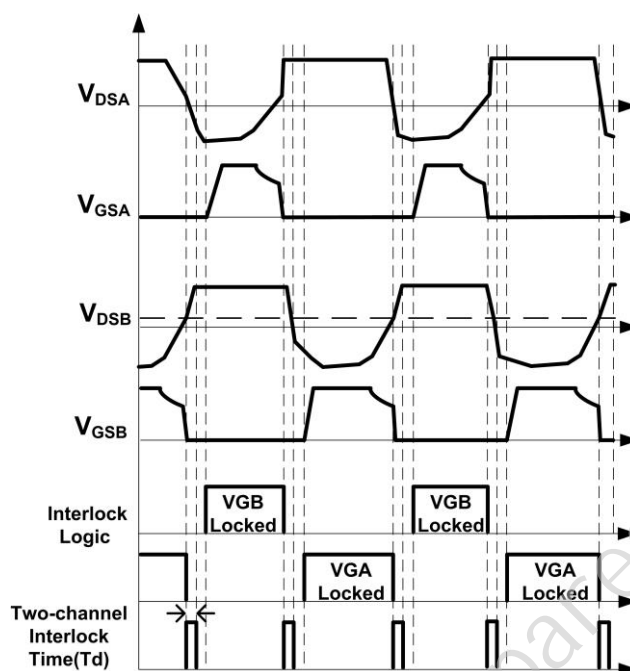 VDSA
VGSA
VDSB
VGSB
Interlock
Logic
VGB
Locked
VGB
Locked
VGA
Locked
VGA
Locked
Two-channel
Interlock
Time(Td)